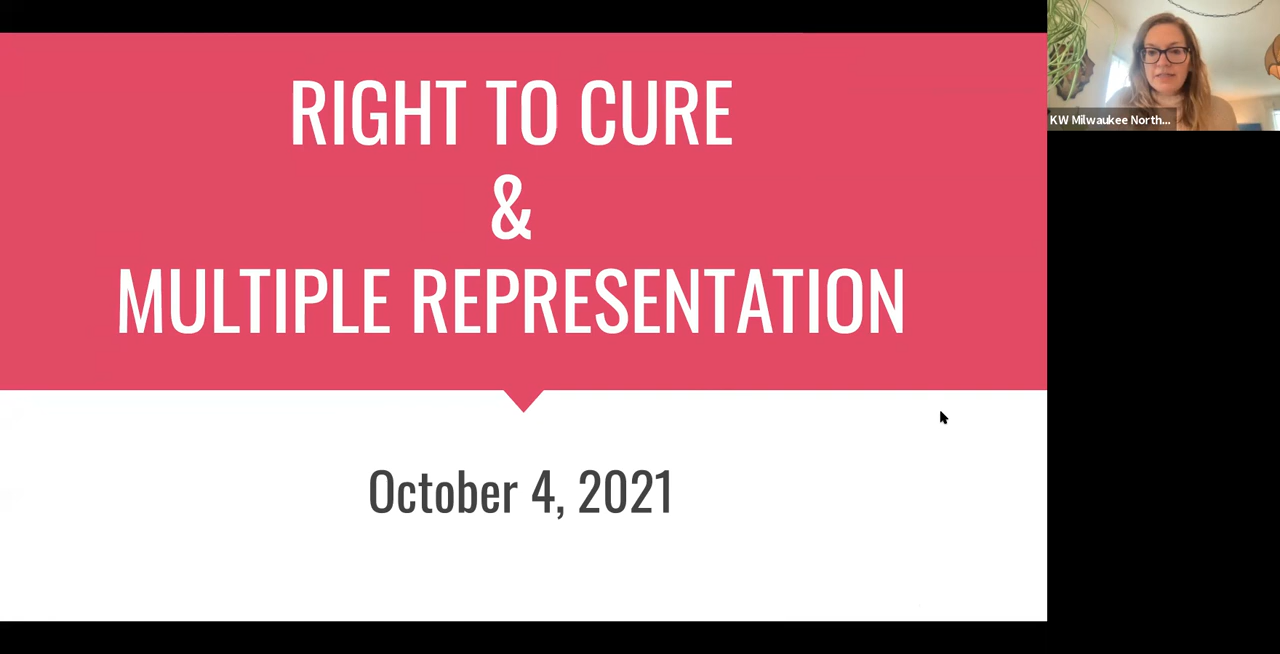 RIGHT TO CURE
&
MULTIPLE REPRESENTATION
October 4, 2021
KW Milwaukee North...